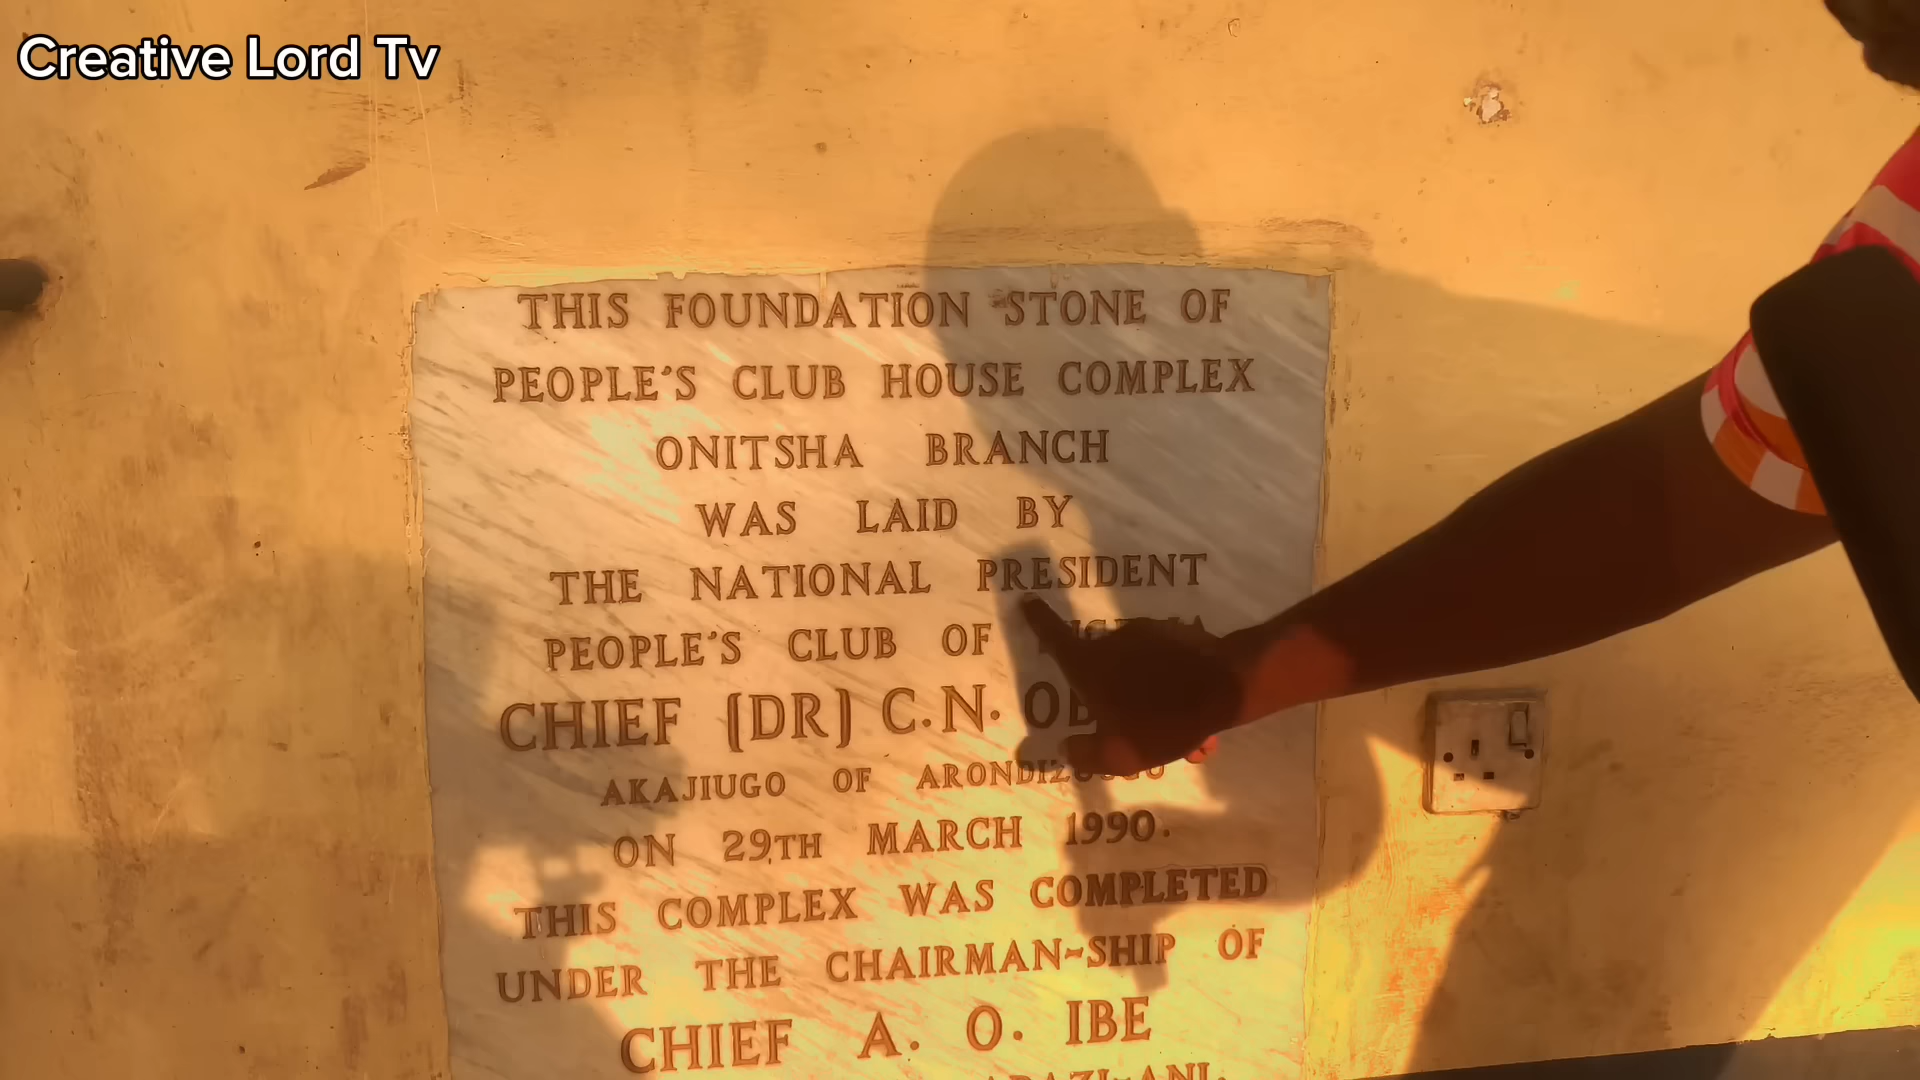 Creative Lord Tv
THIS FOUNDATION STONE OF
PEOPLE'S CLUB HOUSE COMPLEX
ONITSHA BRANCH
WAS LAID BY
THE NATIONAL PRESIDENT
PEOPLE'S CLUB OF
CHIEF (DR) C.N.
AKAJIUGO OF
ON 29TH MARCH 1990.
THIS COMPLEX WAS COMPLETED
UNDER THE CHAIRMAN-SHIP OF
CHIEF A. O. IBE